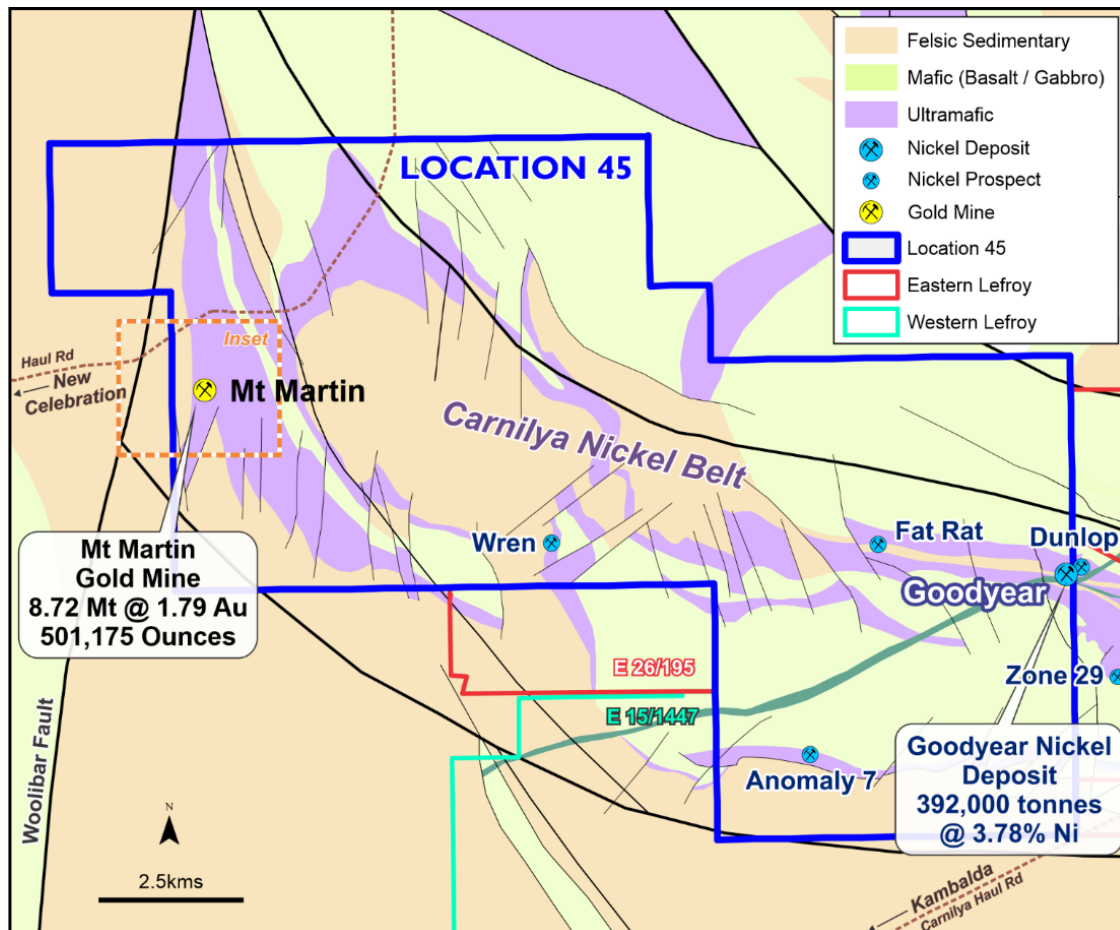 Felsic Sedimentary
Mafic (Basalt / Gabbro)
Ultramafic
Nickel Deposit
Nickel Prospect
Gold Mine
Location 45
Eastern Lefroy
Western Lefroy
LOCATION 45
Inset
Haul Rd
New
Celebration
Mt Martin
Carnilya Nickel Belt
Wren
Fat Rat
Dunlop
Goodyear
Mt Martin
Gold Mine
8.72 Mt @ 1.79 Au
501,175 Ounces
E 26/195
E 15/1447
Zone 29
Anomaly 7
Goodyear Nickel
Deposit
392,000 tonnes
@ 3.78% Ni
Woolibar Fault
N
2.5kms
Kambalda
Carnilya Haul Rd